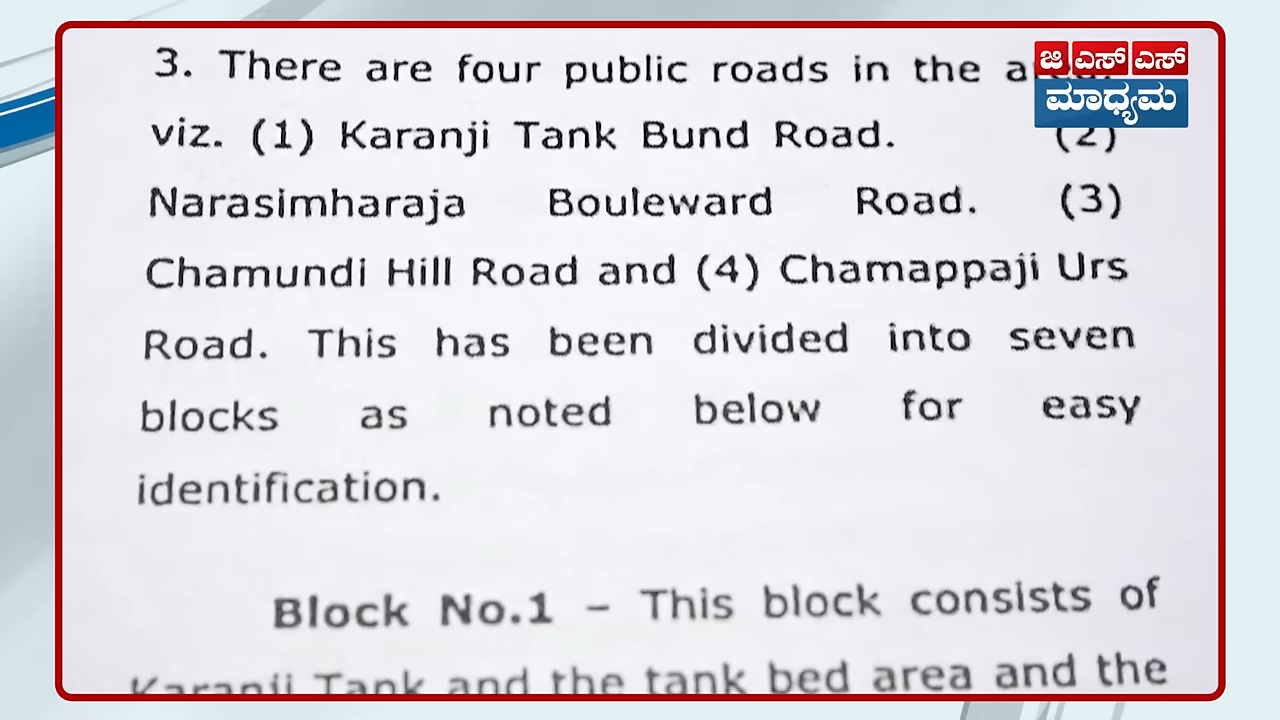 3. There are four public roads in the area.
viz. (1) Karanji Tank Bund Road. (2)
Narasimharaja Bouleward Road. (3)
Chamundi Hill Road and (4) Chamappaji Urs
Road. This has been divided into seven
blocks as noted below for easy
identification.
Block No.1 – This block consists of
Karanji Tank and the tank bed area and the
ಜಿ ಎಸ್ ಎಸ್
ಮಾಧ್ಯಮ